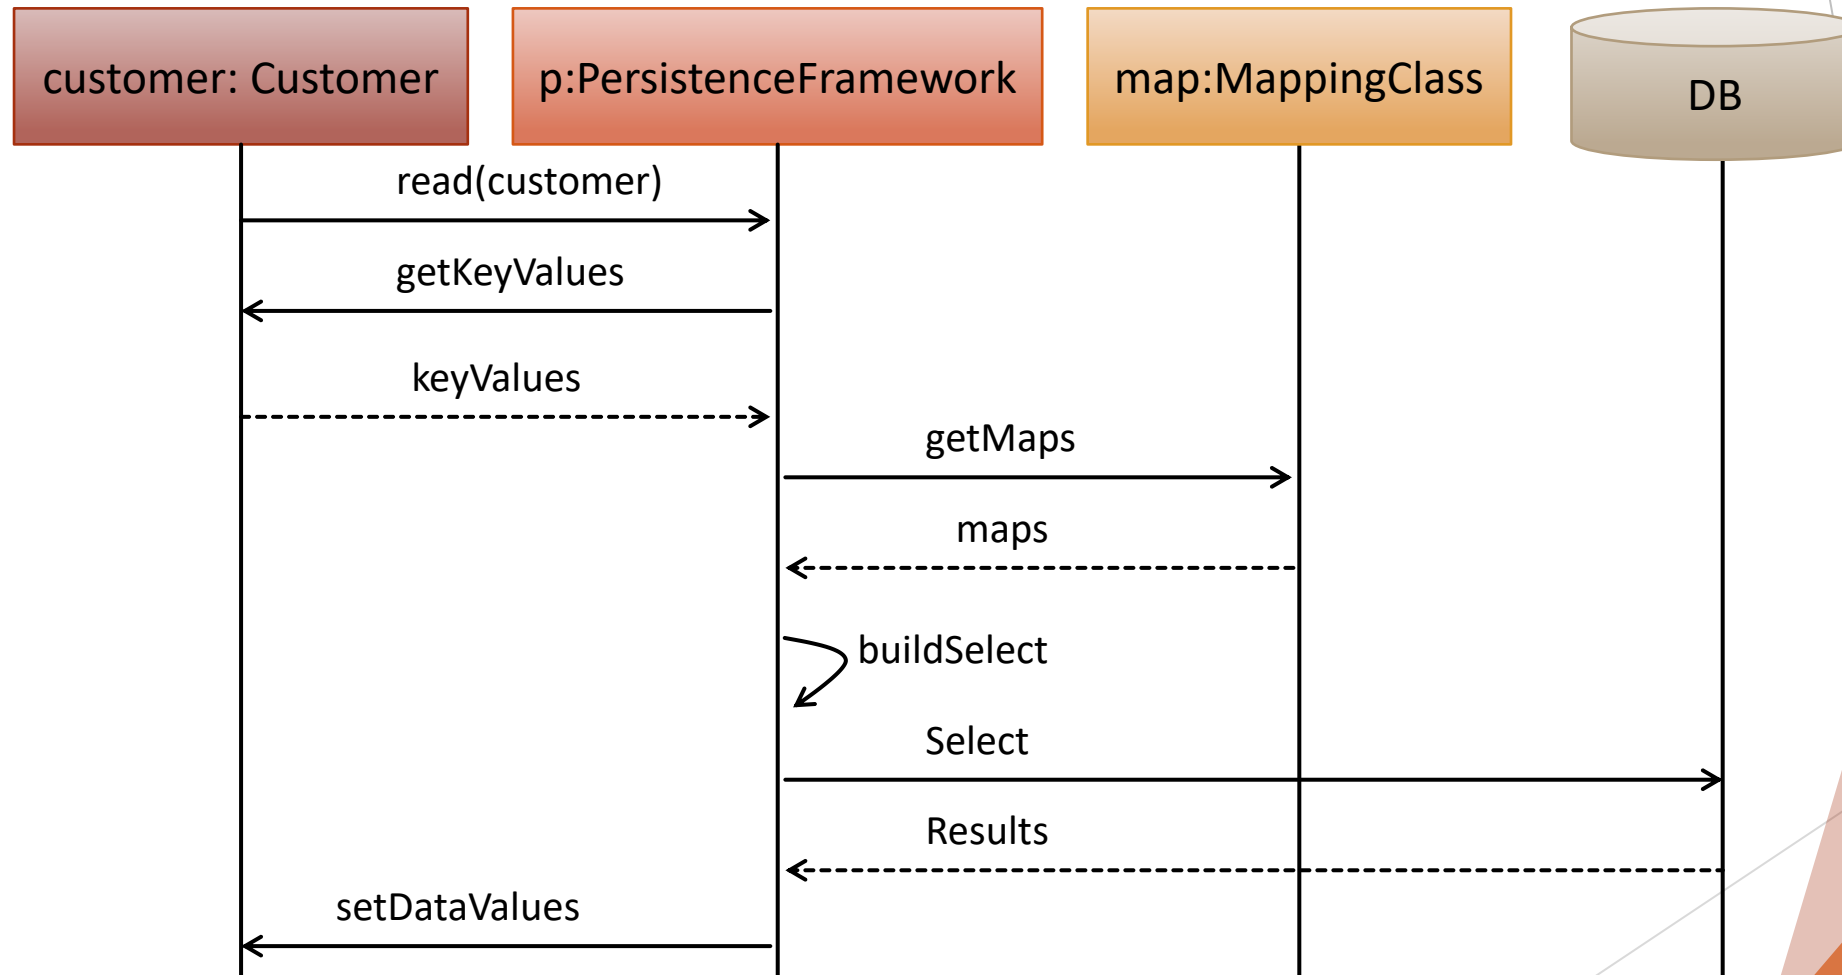 customer: Customer
p:PersistenceFramework
map:MappingClass
DB
read(customer)
getKeyValues
keyValues
getMaps
maps
buildSelect
Select
Results
setDataValues